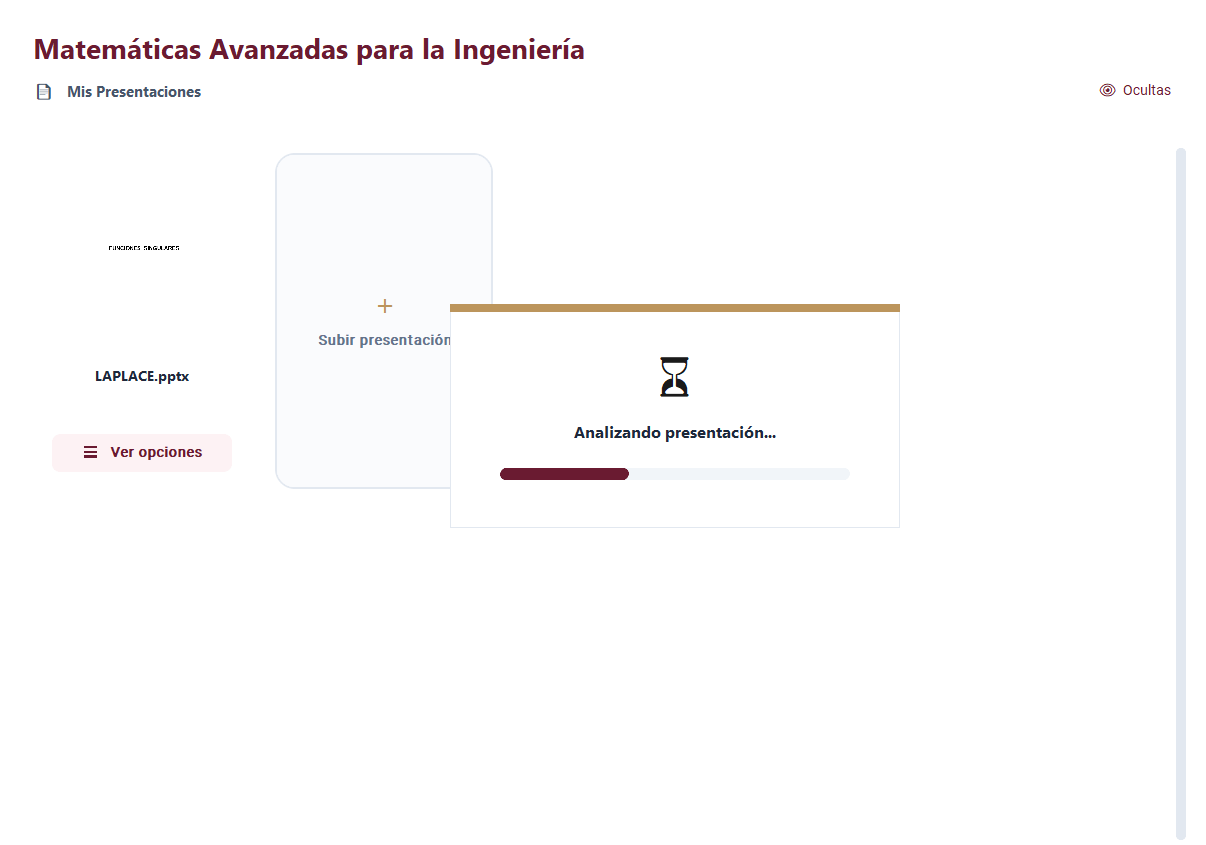 Matemáticas Avanzadas para la Ingeniería
Mis Presentaciones
Ocultas
FUNCIONES SINGULARES
+
Subir presentación
LAPLACE.pptx
Ver opciones
Analizando presentación...